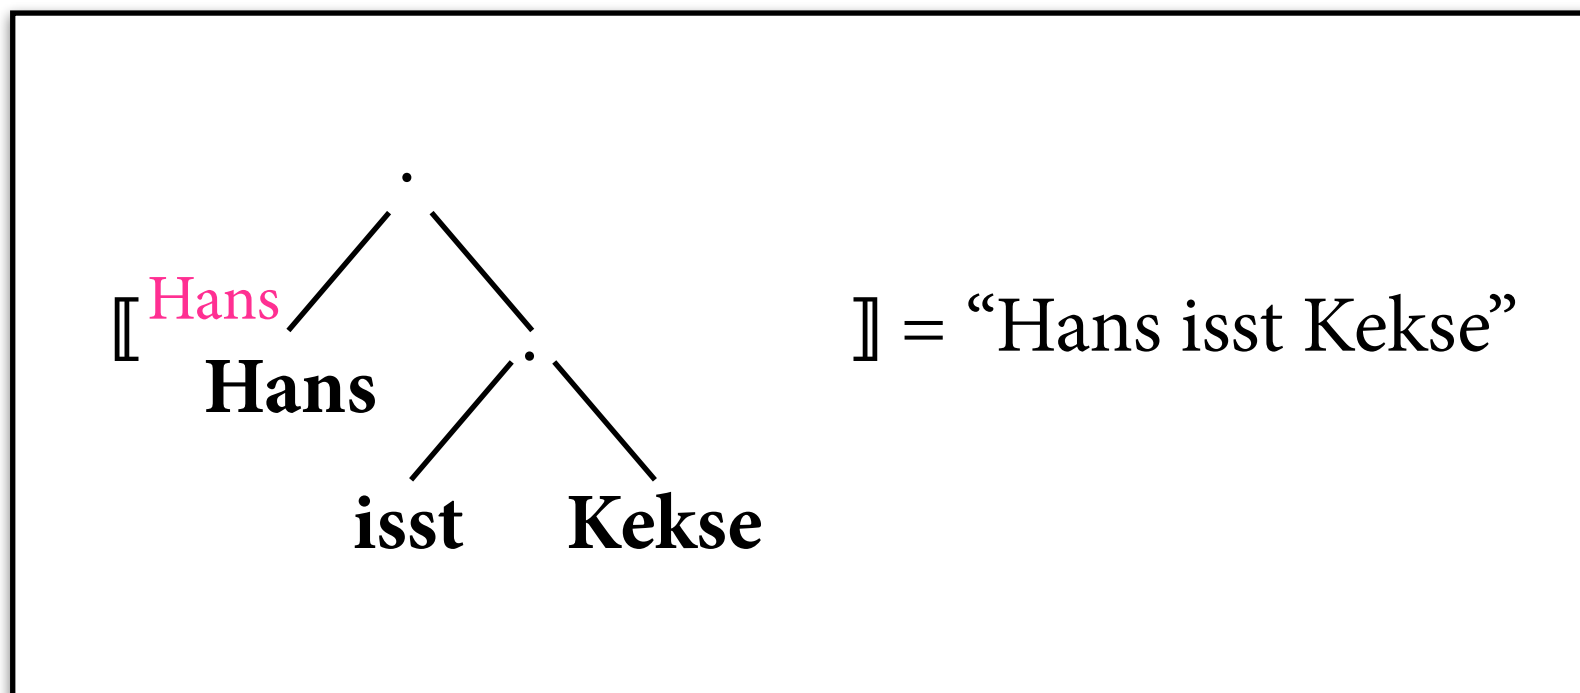 Hans
⟦ ⟧ = “Hans isst Kekse”
Hans
isst Kekse